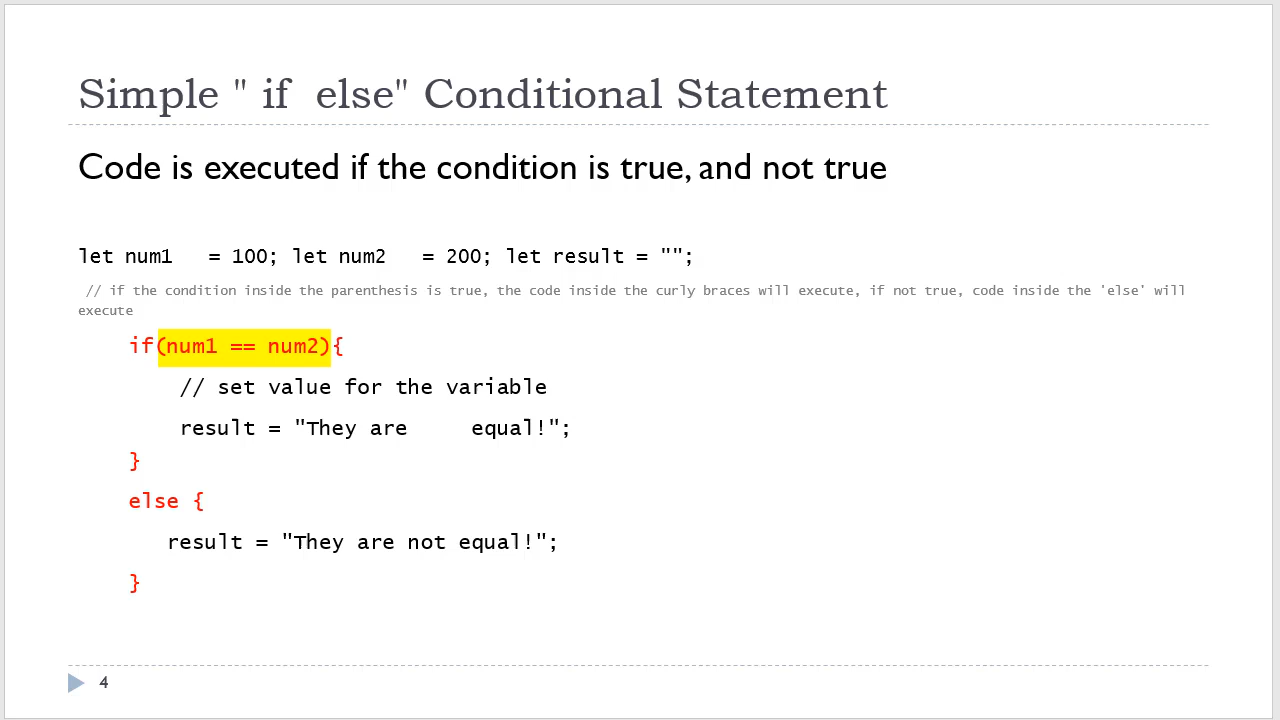 Simple " if  else" Conditional Statement
Code is executed if the condition is true, and not true
let num1   = 100; let num2   = 200; let result = "";
// if the condition inside the parenthesis is true, the code inside the curly braces will execute, if not true, code inside the 'else' will
execute
if(num1 == num2){
// set value for the variable
result = "They are     equal!";
}
else {
result = "They are not equal!";
}
4